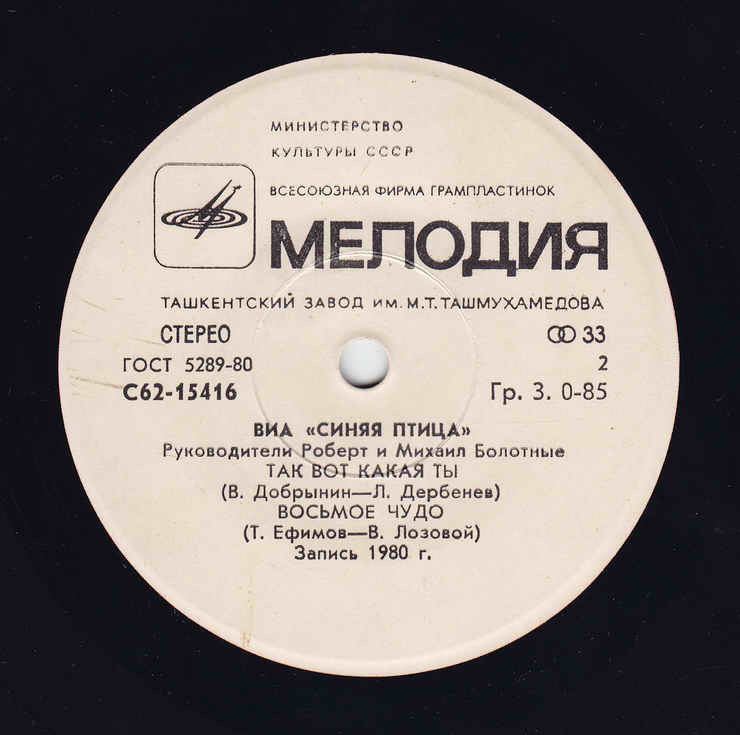 МИНИСТЕРСТВО
КУЛЬТУРЫ СССР
ВСЕСОЮЗНАЯ ФИРМА ГРАМПЛАСТИНОК
МЕЛОДИЯ
ТАШКЕНТСКИЙ ЗАВОД ИМ. М.Т.ТАШМУХАМЕДОВА
СТЕРЕО 33
ГОСТ 5289-80 2
С62-15416 Гр. 3. 0-85
ВИА «СИНЯЯ ПТИЦА»
Руководители Роберт и Михаил Болотные
ТАК ВОТ КАКАЯ ТЫ
(В. Добрынин—Л. Дербенев)
ВОСЬМОЕ ЧУДО
(Т. Ефимов—В. Лозовой)
Запись 1980 г.